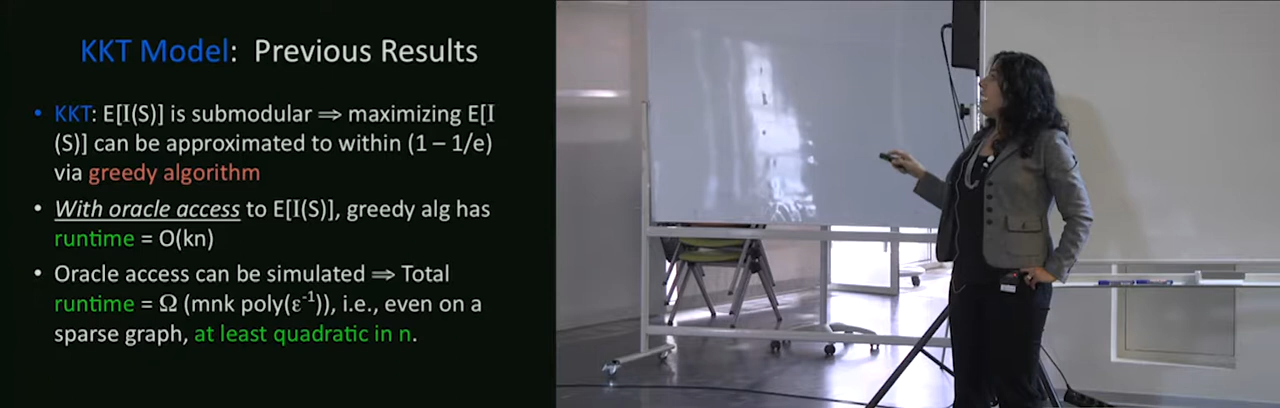 KKT Model: Previous Results
• KKT: E[I(S)] is submodular ⇒ maximizing E[I
(S)] can be approximated to within (1 – 1/e)
via greedy algorithm
• With oracle access to E[I(S)], greedy alg has
runtime = O(kn)
• Oracle access can be simulated ⇒ Total
runtime = Ω (mnk poly(ε⁻¹)), i.e., even on a
sparse graph, at least quadratic in n.